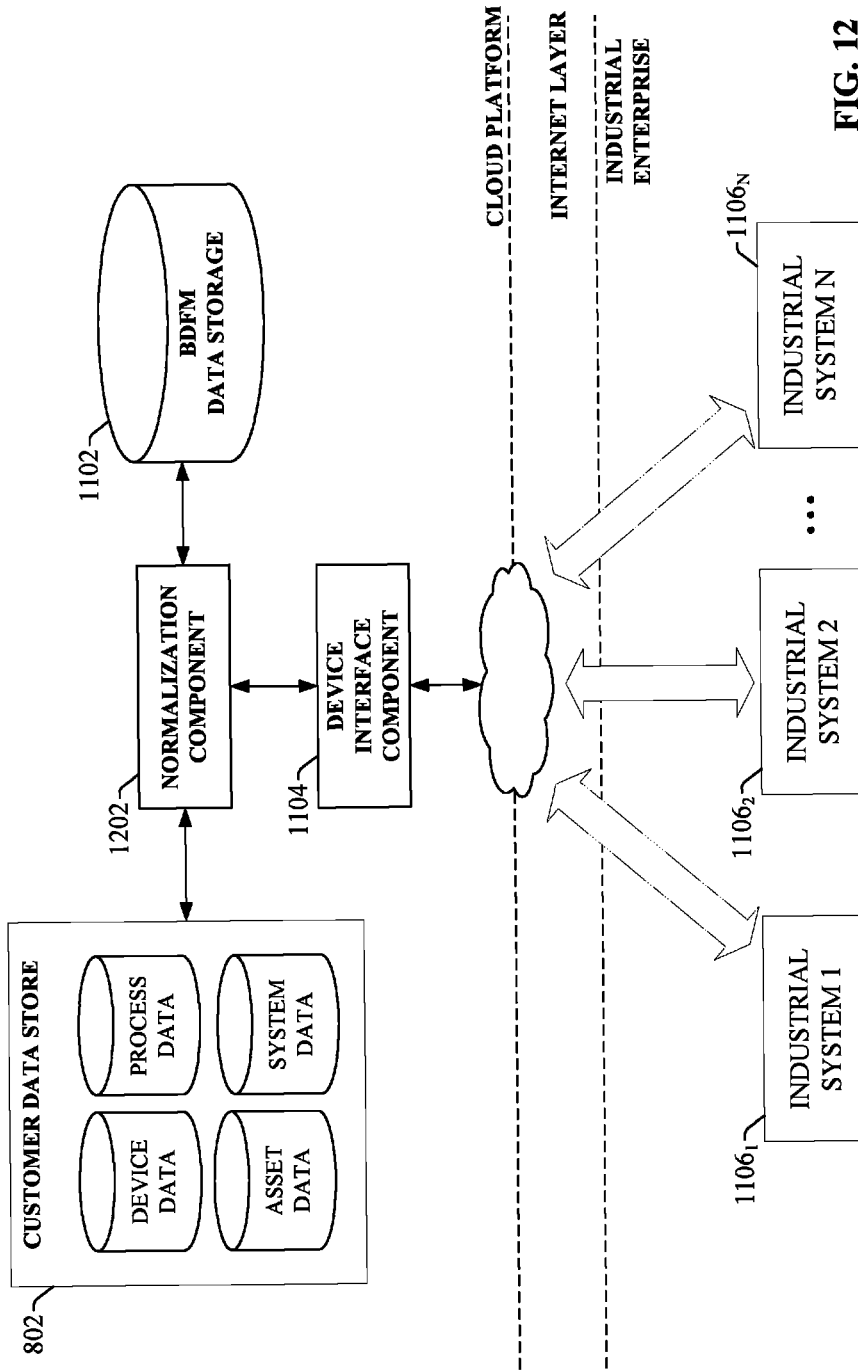 CUSTOMER DATA STORE
DEVICE
DATA
PROCESS
DATA
ASSET
DATA
SYSTEM
DATA
802
1202
NORMALIZATION
COMPONENT
1102
BDFM
DATA STORAGE
1104
DEVICE
INTERFACE
COMPONENT
CLOUD PLATFORM
INTERNET LAYER
INDUSTRIAL
ENTERPRISE
1106₁
INDUSTRIAL
SYSTEM 1
1106₂
INDUSTRIAL
SYSTEM 2
...
1106N
INDUSTRIAL
SYSTEM N
FIG. 12